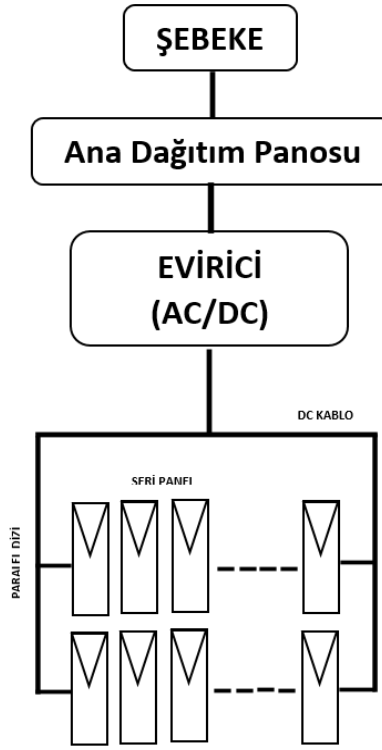 ŞEBEKE
Ana Dağıtım Panosu
EVİRİCİ
(AC/DC)
DC KABLO
SERİ PANEL
PARALEL DİZİ